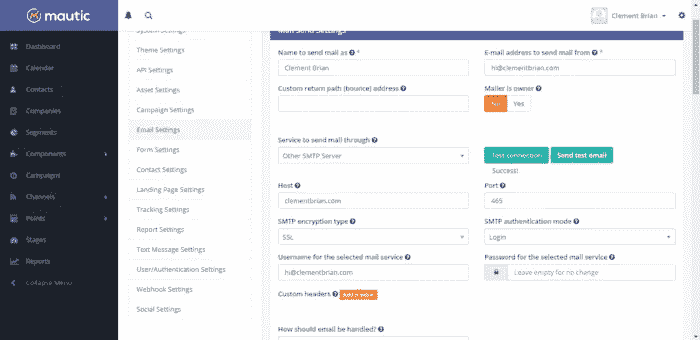 mautic
Clement Brian
Dashboard
Calendar
Contacts
Companies
Segments
Components
Campaigns
Channels
Points
Stages
Reports
Collapse Menu
System Settings
Theme Settings
API Settings
Asset Settings
Campaign Settings
Email Settings
Form Settings
Contact Settings
Landing Page Settings
Tracking Settings
Report Settings
Text Message Settings
User/Authentication Settings
Webhook Settings
Social Settings
Mail Send Settings
Name to send mail as *
E-mail address to send mail from *
Clement Brian
hi@clementbrian.com
Custom return path (bounce) address
Mailer is owner
No Yes
Service to send mail through
Other SMTP Server
Test connection Send test email
Success!
Host
Port
clementbrian.com
465
SMTP encryption type
SMTP authentication mode
SSL
Login
Username for the selected mail service
Password for the selected mail service
hi@clementbrian.com
Leave empty for no change
Custom headers
How should email be handled?